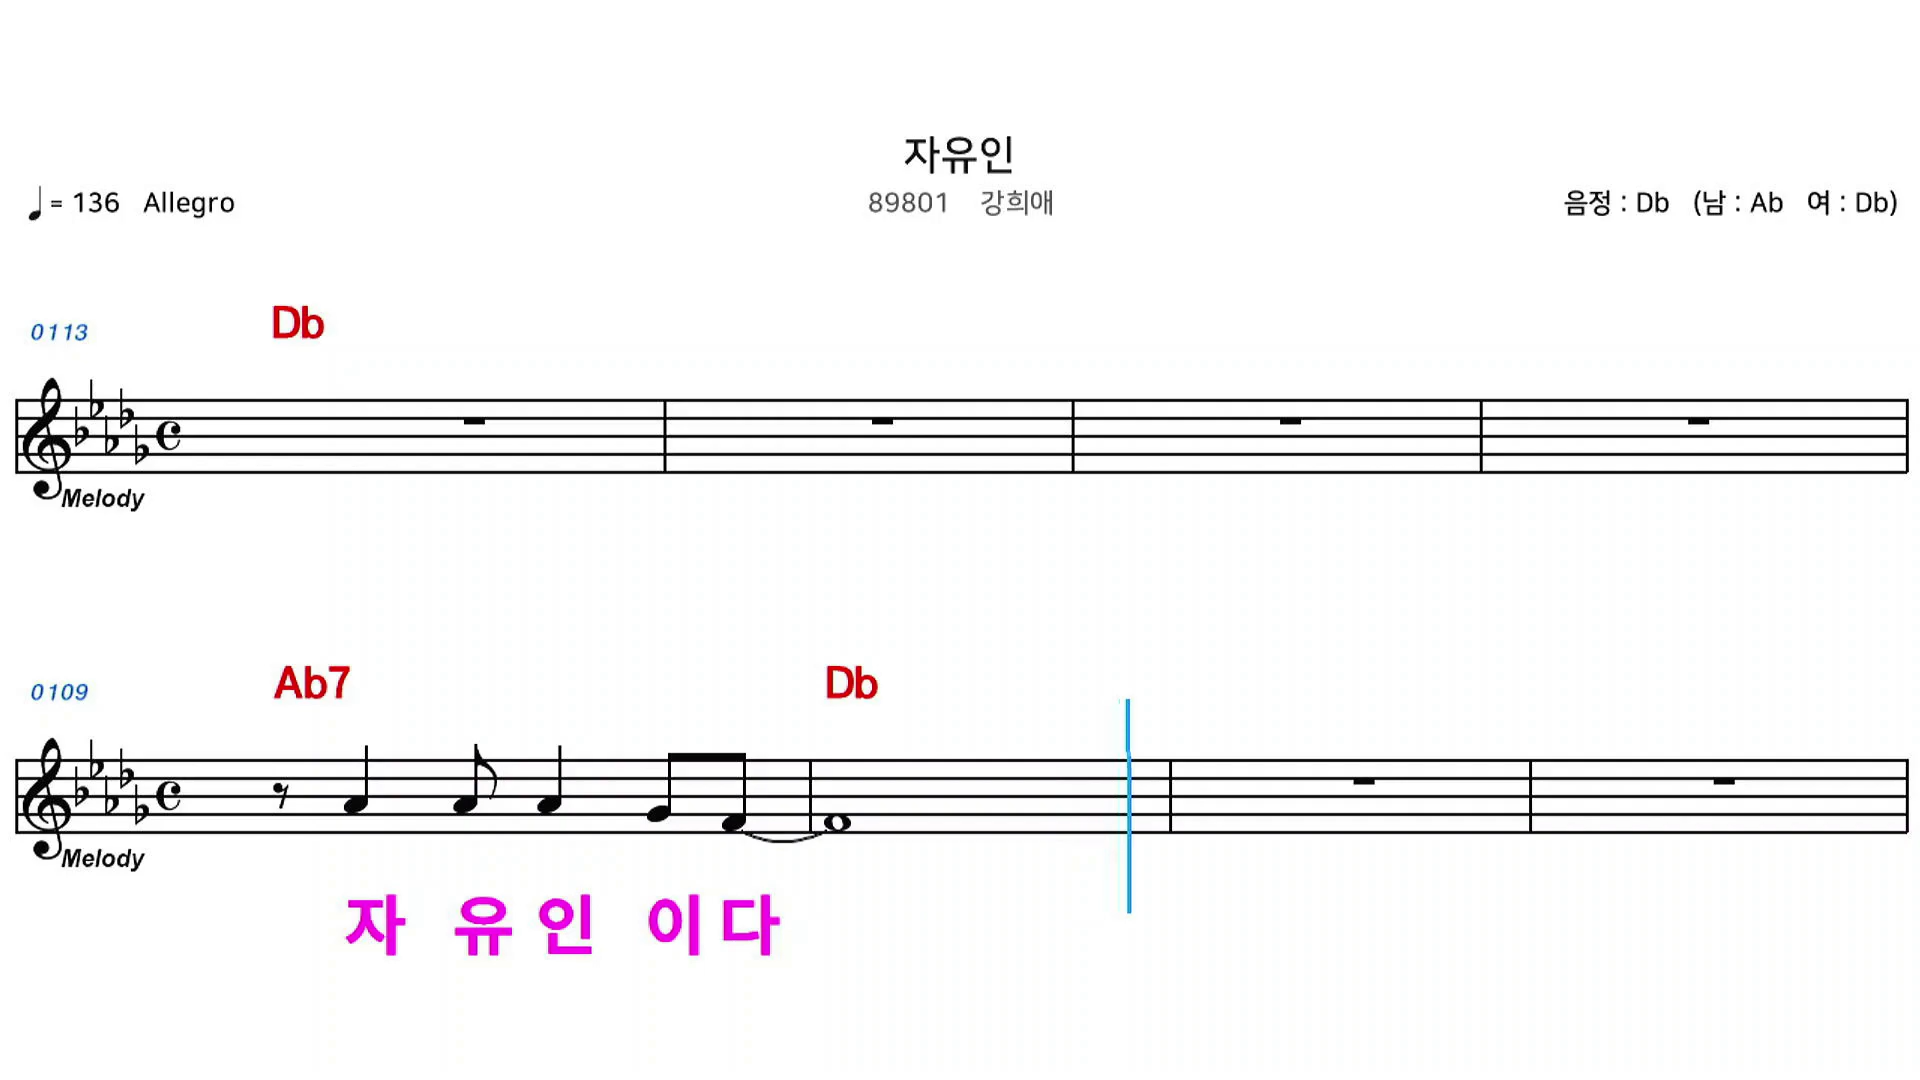 자유인
♩= 136 Allegro
89801 강희애
음정 : Db (남 : Ab 여 : Db)
0113
Db
Melody
0109
Ab7 Db
Melody
자 유 인 이 다